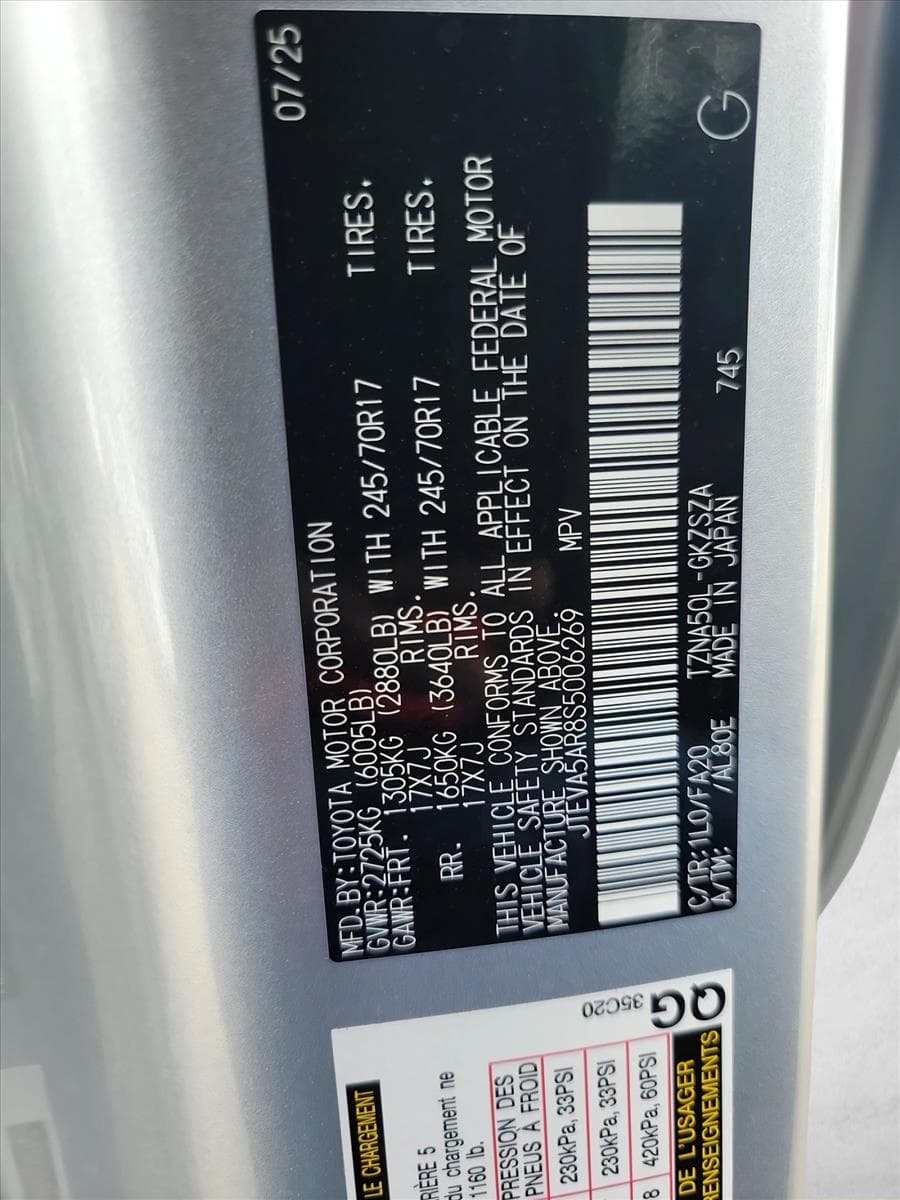 07/25
MFD.BY:TOYOTA MOTOR CORPORATION
GVWR:2725KG (6005LB)
GAWR:FRT. 1305KG (2880LB) WITH 245/70R17 TIRES.
17X7J RIMS.
RR. 1650KG (3640LB) WITH 245/70R17 TIRES.
17X7J RIMS.
THIS VEHICLE CONFORMS TO ALL APPLICABLE FEDERAL MOTOR
VEHICLE SAFETY STANDARDS IN EFFECT ON THE DATE OF
MANUFACTURE SHOWN ABOVE.
JTEVA5AR8S5006269 MPV
C/TR:1L0/FA20 TZNA50L-GKZSZA
A/TM: /AL80E MADE IN JAPAN 745
G
LE CHARGEMENT
RIÈRE 5
du chargement ne
1160 lb.
PRESSION DES
PNEUS À FROID
230kPa, 33PSI
230kPa, 33PSI
8 420kPa, 60PSI
DE L'USAGER
ENSEIGNEMENTS
35C20
QG